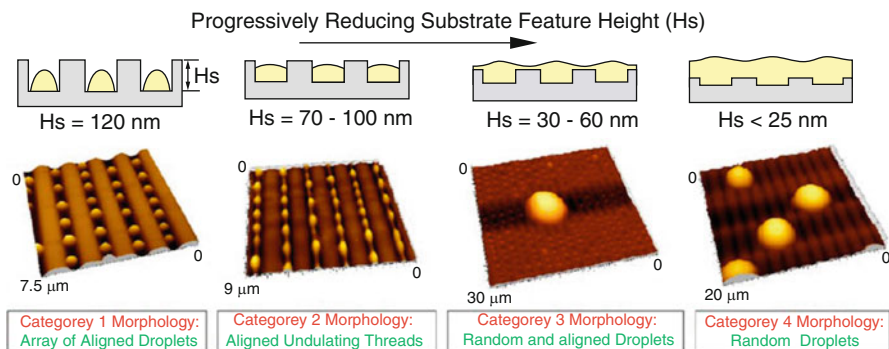 Progressively Reducing Substrate Feature Height (Hs)
Hs
Hs = 120 nm
Hs = 70 - 100 nm
Hs = 30 - 60 nm
Hs < 25 nm
0
7.5 μm
0
0
9 μm
0
30 μm
0
0
20 μm
0
Categorey 1 Morphology:
Array of Aligned Droplets
Categorey 2 Morphology:
Aligned Undulating Threads
Categorey 3 Morphology:
Random and aligned Droplets
Categorey 4 Morphology:
Random Droplets